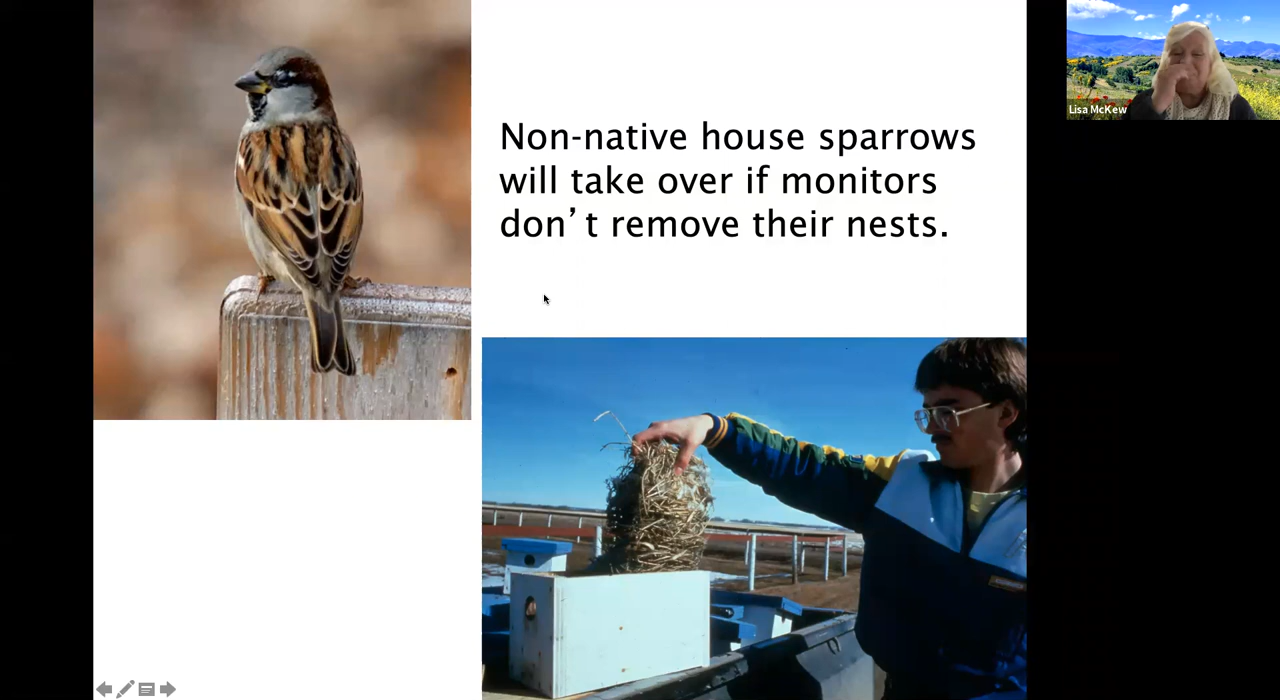 Non-native house sparrows
will take over if monitors
don’t remove their nests.
Lisa McKew